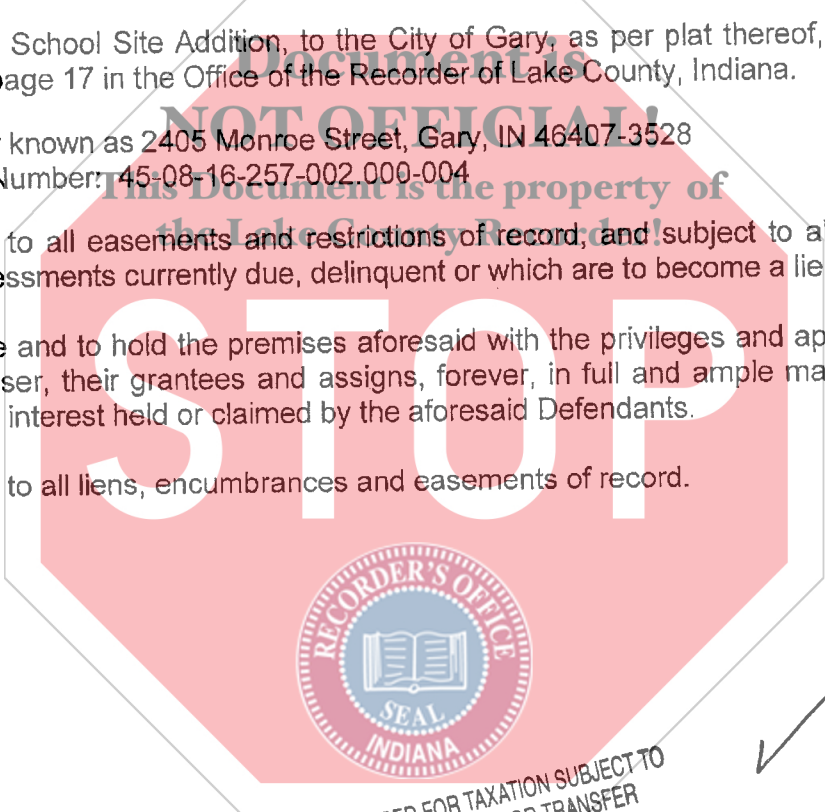 School Site Addition, to the City of Gary, as per plat thereof,
page 17 in the Office of the Recorder of Lake County, Indiana.
Document is
NOT OFFICIAL!
known as 2405 Monroe Street, Gary, IN 46407-3528
Number: 45-08-16-257-002.000-004
This Document is the property of
the Lake County Recorder!
to all easements and restrictions of record, and subject to
essments currently due, delinquent or which are to become a lie
and to hold the premises aforesaid with the privileges and ap
ser, their grantees and assigns, forever, in full and ample ma
interest held or claimed by the aforesaid Defendants.
STOP
to all liens, encumbrances and easements of record.
RECORDER'S OFFICE
SEAL
INDIANA
FOR TAXATION SUBJECT TO
TRANSFER